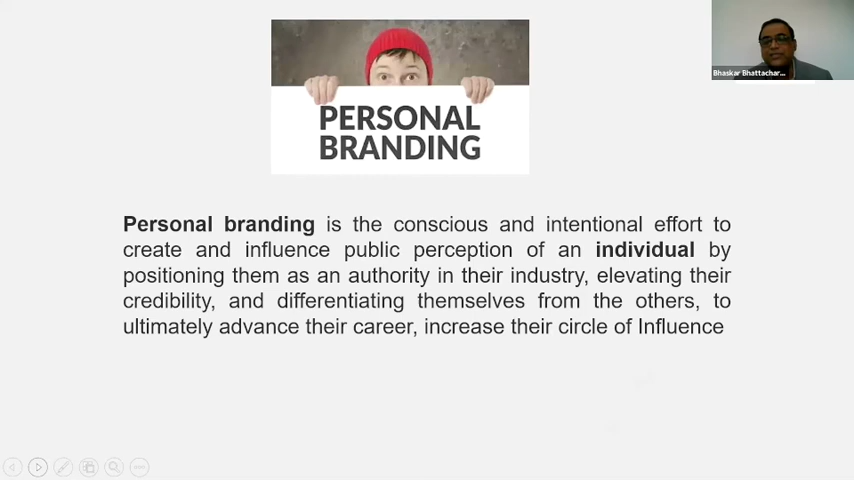 PERSONAL
BRANDING
Bhaskar Bhattachar...
Personal branding is the conscious and intentional effort to
create and influence public perception of an individual by
positioning them as an authority in their industry, elevating their
credibility, and differentiating themselves from the others, to
ultimately advance their career, increase their circle of Influence